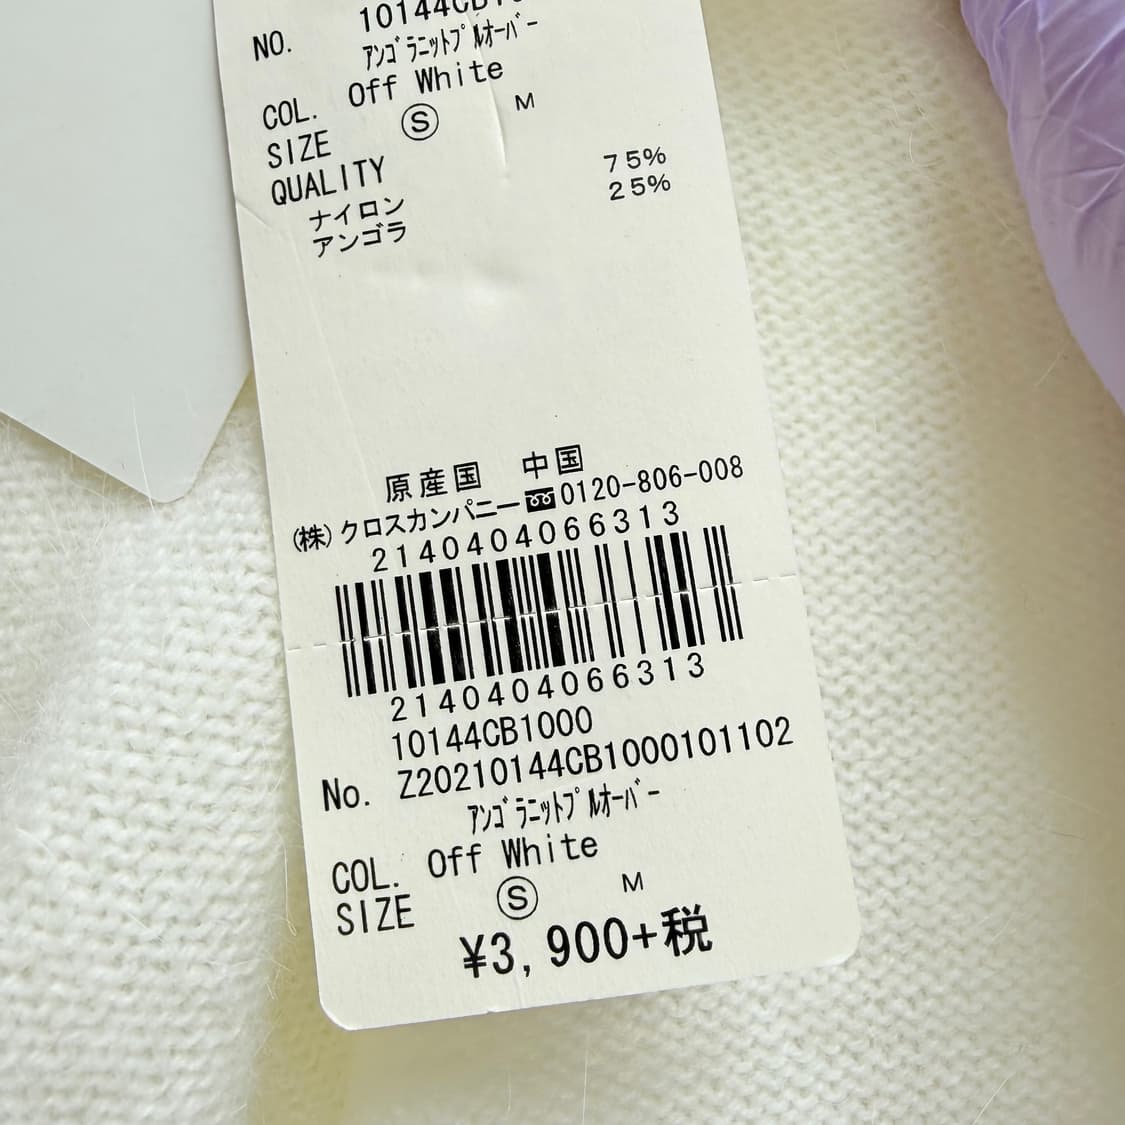 10144CB1000
NO.
アンゴラニットプルオーバー
COL. Off White
SIZE Ⓢ M
QUALITY
ナイロン 75%
アンゴラ 25%
原産国 中国
(株)クロスカンパニー 0120-806-008
2140404066313
2140404066313
10144CB1000
No. Z20210144CB1000101102
アンゴラニットプルオーバー
COL. Off White
SIZE Ⓢ M
¥3,900+税